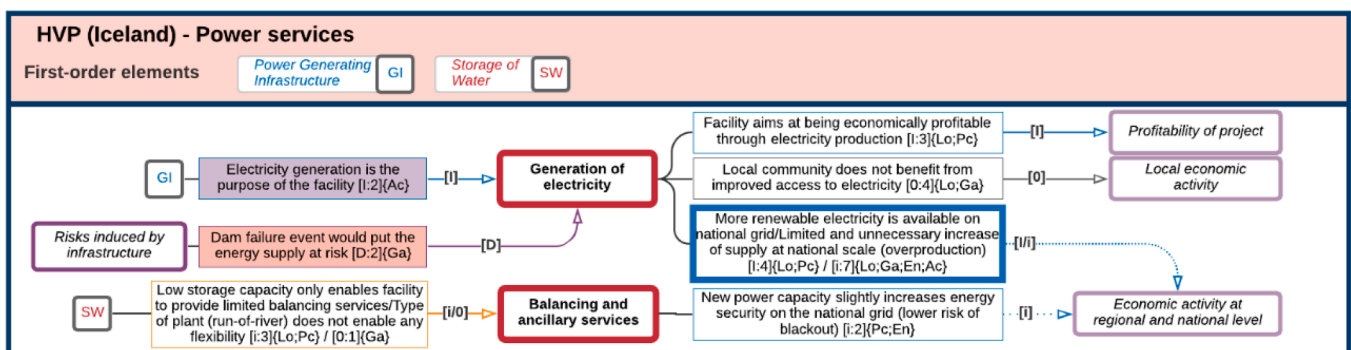 HVP (Iceland) - Power services
First-order elements
Power Generating
Infrastructure
GI
Storage of
Water
SW
GI
Electricity generation is the
purpose of the facility [I:2]{Ac}
[I]
Generation of
electricity
Facility aims at being economically profitable
through electricity production [I:3]{Lo;Pc}
[I]
Profitability of project
Local community does not benefit from
improved access to electricity [0:4]{Lo;Ga}
[0]
Local economic
activity
Risks induced by
infrastructure
Dam failure event would put the
energy supply at risk [D:2]{Ga}
[D]
More renewable electricity is available on
national grid/Limited and unnecessary increase
of supply at national scale (overproduction)
[I:4]{Lo;Pc} / [i:7]{Lo;Ga;En;Ac}
[I/i]
SW
Low storage capacity only enables facility
to provide limited balancing services/Type
of plant (run-of-river) does not enable any
flexibility [i:3]{Lo;Pc} / [0:1]{Ga}
[i/0]
Balancing and
ancillary services
New power capacity slightly increases energy
security on the national grid (lower risk of
blackout) [i:2]{Pc;En}
[i]
Economic activity at
regional and national level